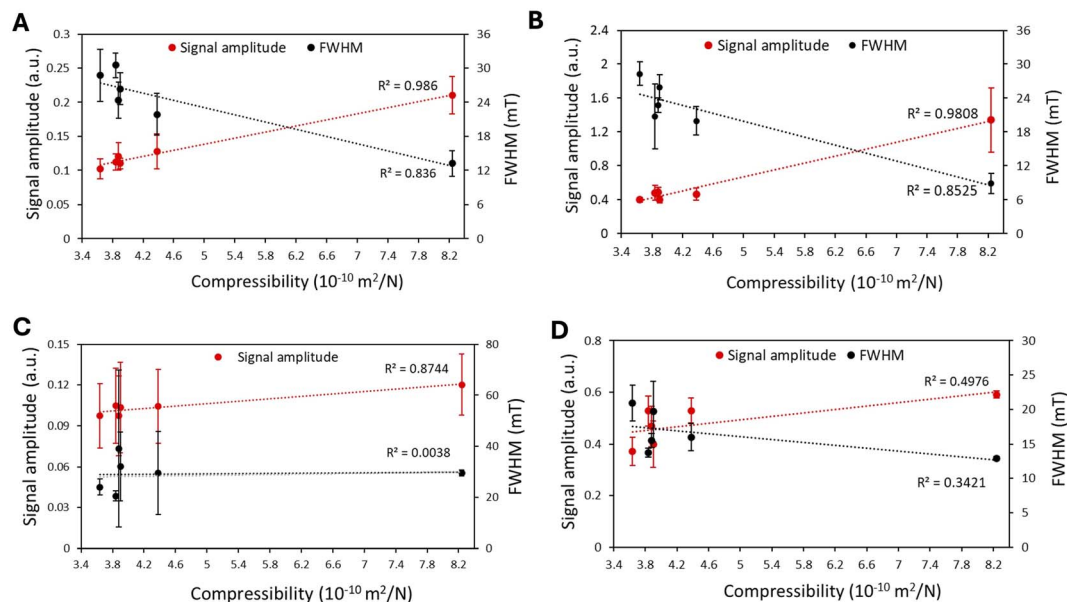 A
Signal amplitude FWHM
Signal amplitude (a.u.)
0.3
0.25
0.2
0.15
0.1
0.05
0
36
30
24
18
12
6
0
FWHM (mT)
R² = 0.986
R² = 0.836
3.4 3.8 4.2 4.6 5 5.4 5.8 6.2 6.6 7 7.4 7.8 8.2
Compressibility (10⁻¹⁰ m²/N)
B
Signal amplitude FWHM
Signal amplitude (a.u.)
2.4
2
1.6
1.2
0.8
0.4
0
36
30
24
18
12
6
0
FWHM (mT)
R² = 0.9808
R² = 0.8525
3.4 3.8 4.2 4.6 5 5.4 5.8 6.2 6.6 7 7.4 7.8 8.2
Compressibility (10⁻¹⁰ m²/N)
C
Signal amplitude
Signal amplitude (a.u.)
0.15
0.12
0.09
0.06
0.03
0
80
60
40
20
0
FWHM (mT)
R² = 0.8744
R² = 0.0038
3.4 3.8 4.2 4.6 5 5.4 5.8 6.2 6.6 7 7.4 7.8 8.2
Compressibility (10⁻¹⁰ m²/N)
D
Signal amplitude FWHM
Signal amplitude (a.u.)
0.8
0.6
0.4
0.2
0
30
25
20
15
10
5
0
FWHM (mT)
R² = 0.4976
R² = 0.3421
3.4 3.8 4.2 4.6 5 5.4 5.8 6.2 6.6 7 7.4 7.8 8.2
Compressibility (10⁻¹⁰ m²/N)